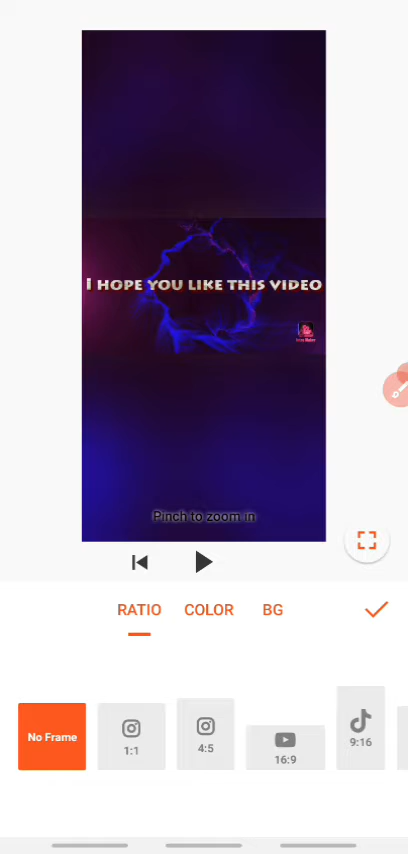 I HOPE YOU LIKE THIS VIDEO
Pinch to zoom in
RATIO COLOR BG
No Frame
1:1
4:5
16:9
9:16